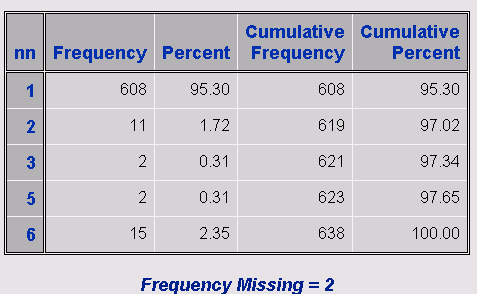 nn Frequency Percent Cumulative Frequency Cumulative Percent
1 608 95.30 608 95.30
2 11 1.72 619 97.02
3 2 0.31 621 97.34
5 2 0.31 623 97.65
6 15 2.35 638 100.00
Frequency Missing = 2